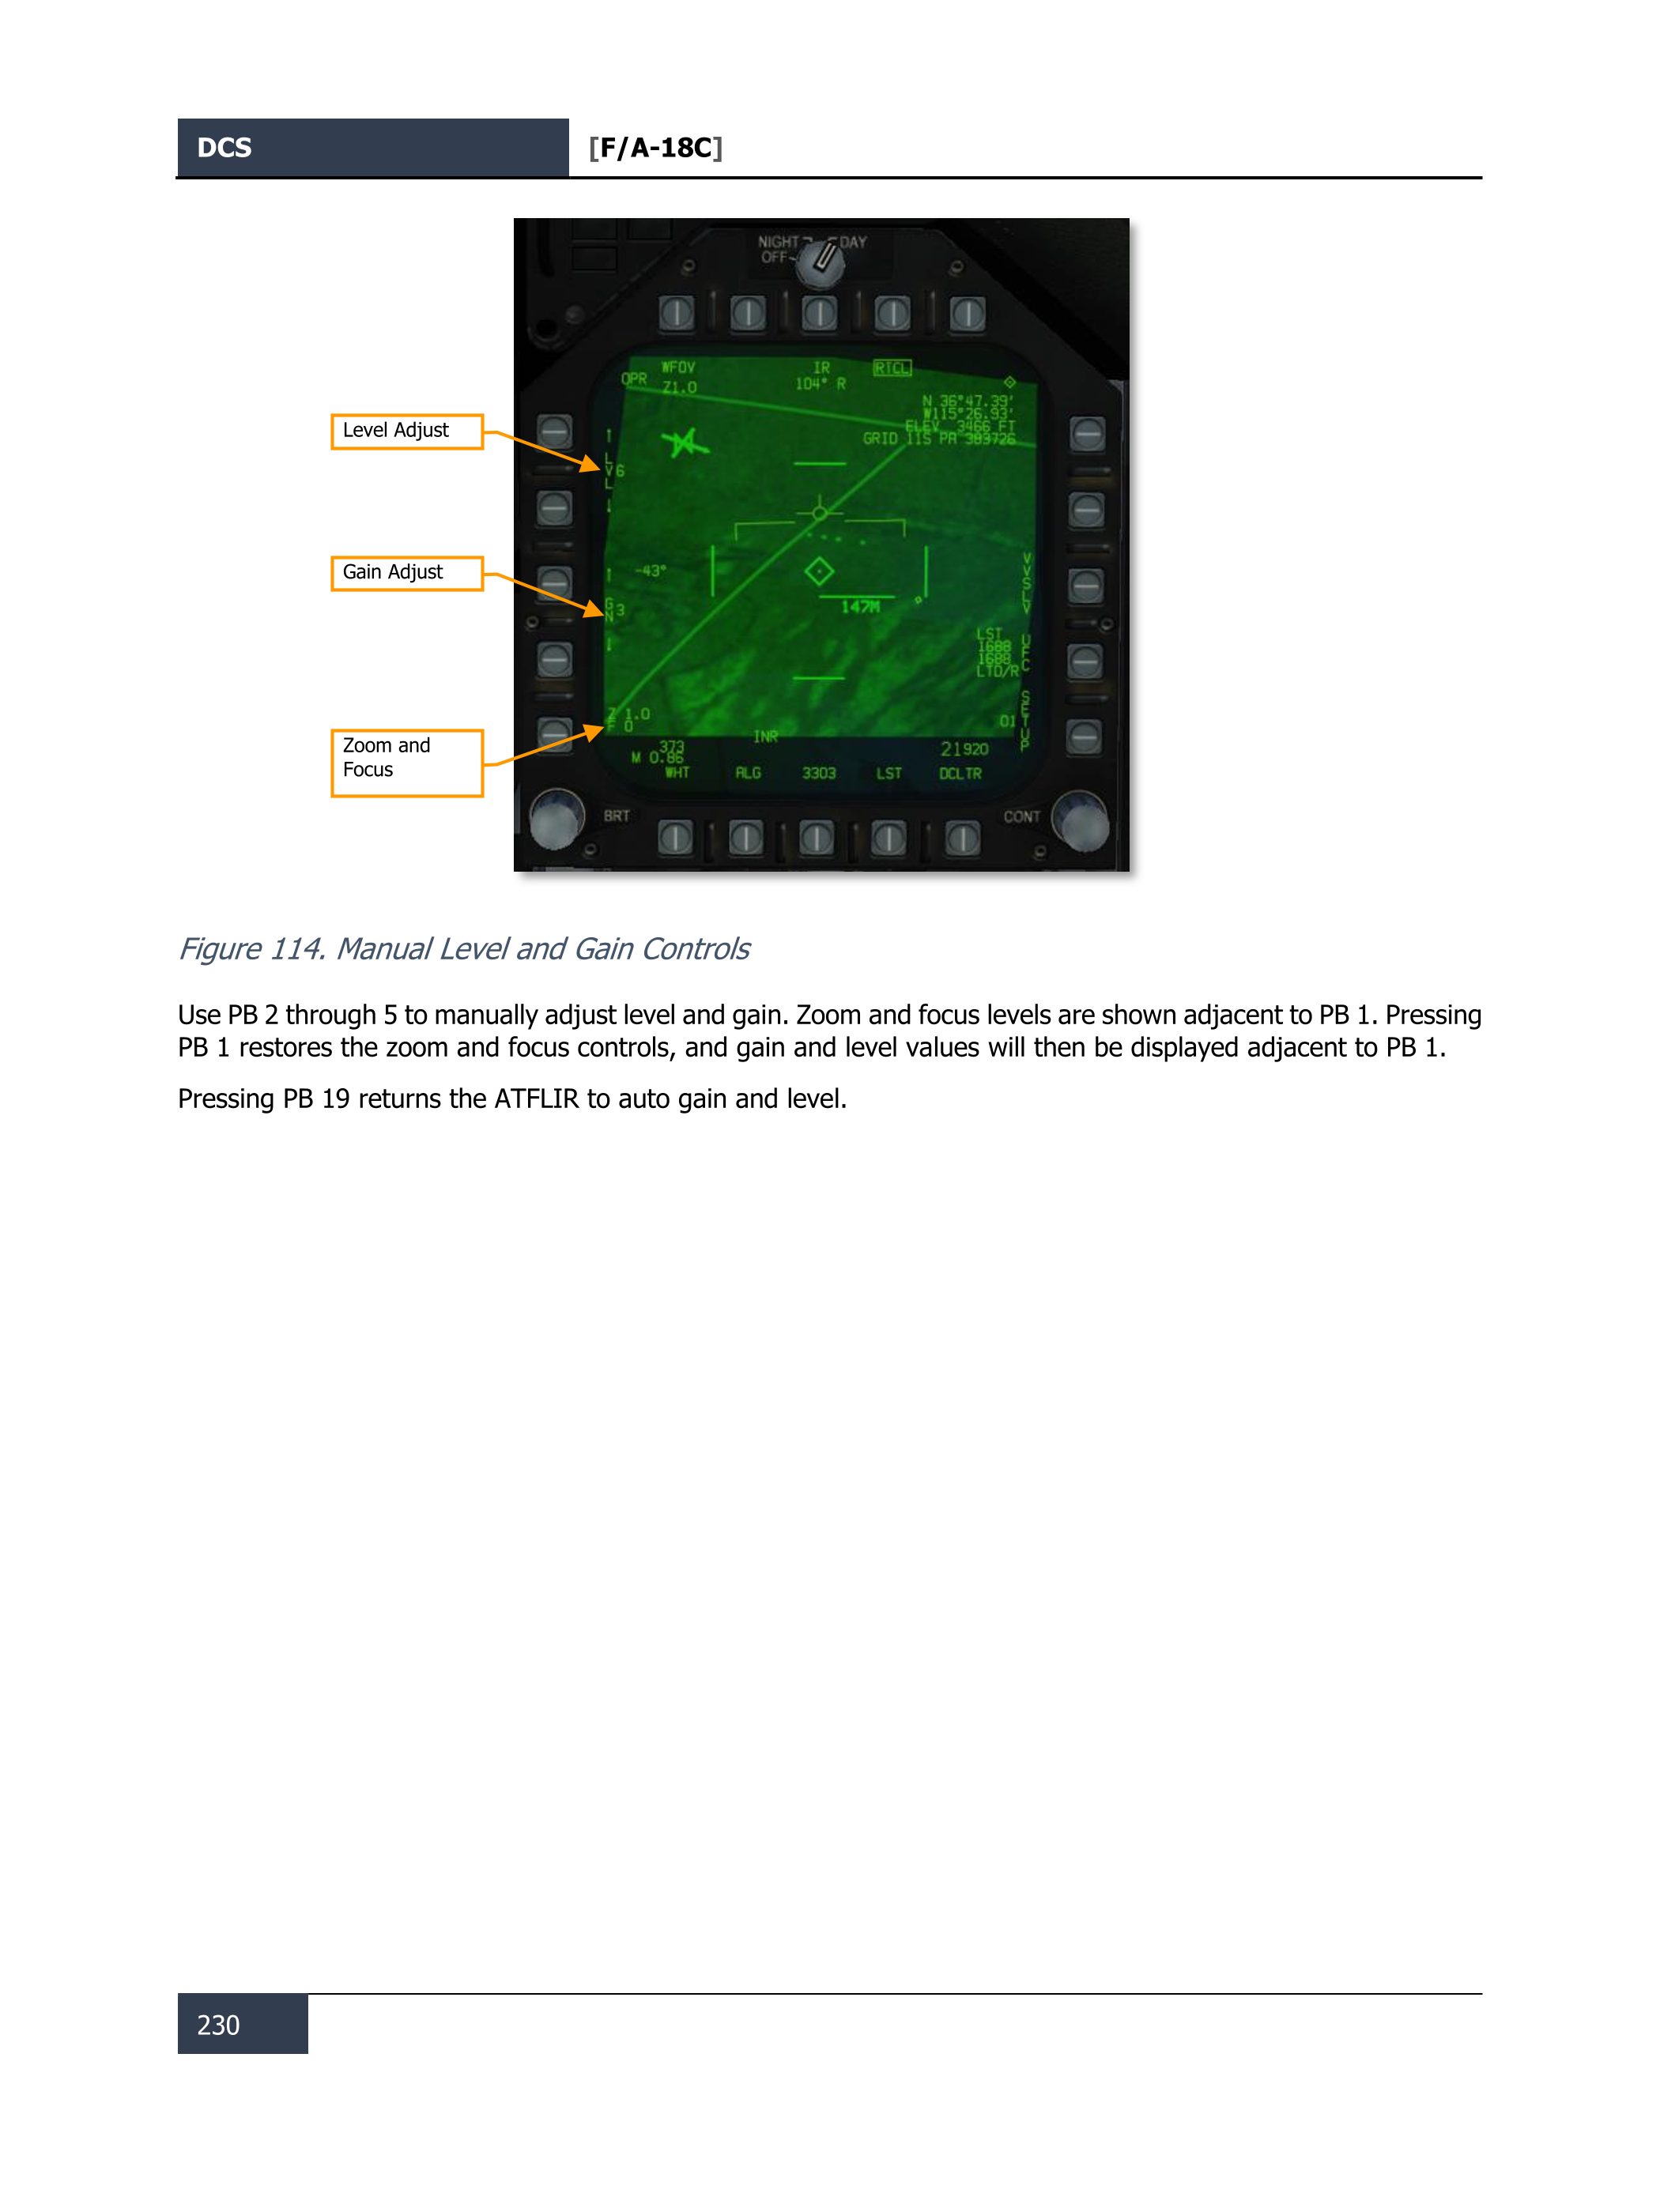 DCS [F/A-18C]
NIGHT DAY
OFF
WFOV IR RTCL
OPR Z1.0 104° R
N 36°47.39'
W115°26.93'
ELEV 3466 FT
GRID 11S PA 393726
Level Adjust
LVL 6
Gain Adjust
-43°
GN 3
147M
VVSLV
LST
1688
1688
LTD/R
UFC
SETUP
Zoom and
Focus
Z 1.0
F 0
01
INR
373
M 0.86
21920
WHT ALG 3303 LST DCLTR
BRT CONT
Figure 114. Manual Level and Gain Controls
Use PB 2 through 5 to manually adjust level and gain. Zoom and focus levels are shown adjacent to PB 1. Pressing
PB 1 restores the zoom and focus controls, and gain and level values will then be displayed adjacent to PB 1.
Pressing PB 19 returns the ATFLIR to auto gain and level.
230